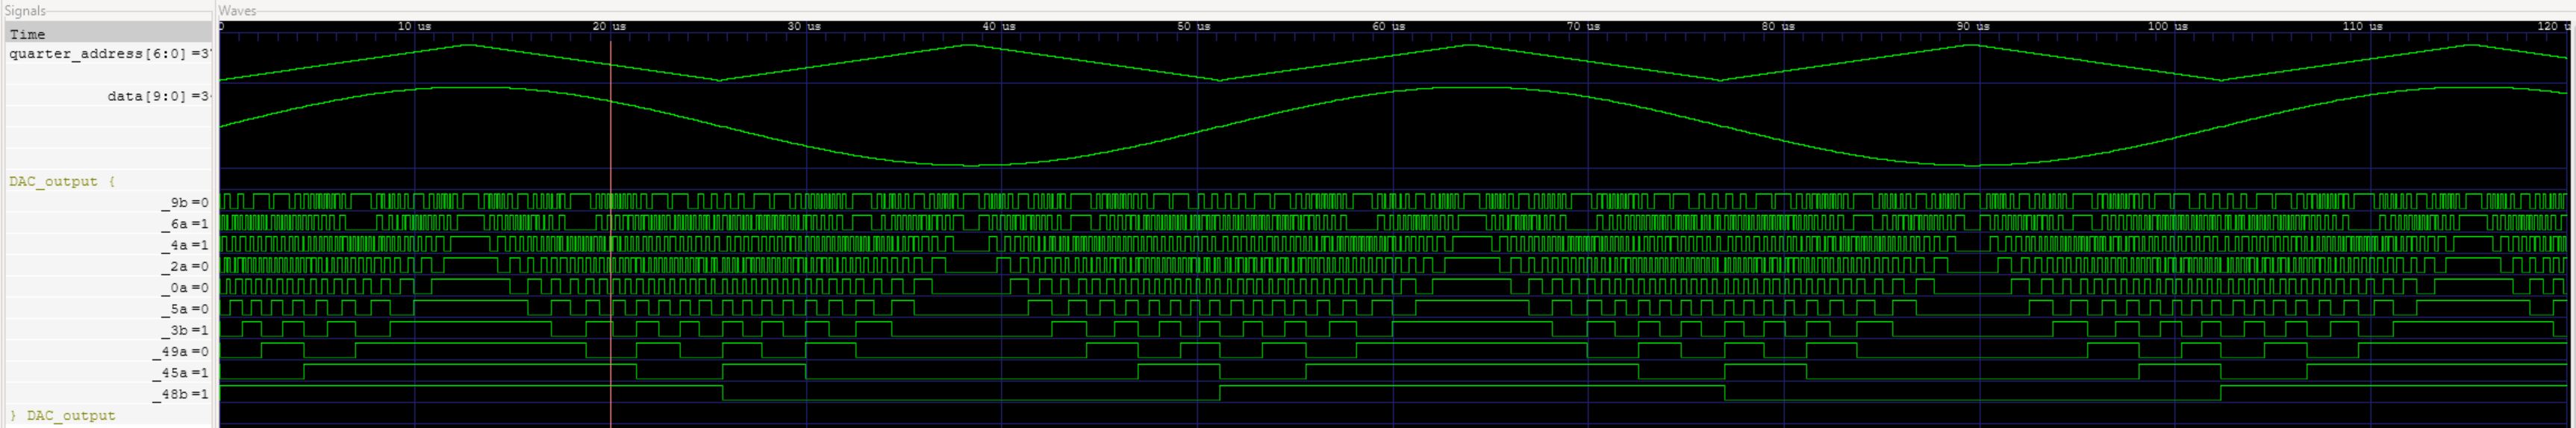 Signals
Waves
Time
0 10 us 20 us 30 us 40 us 50 us 60 us 70 us 80 us 90 us 100 us 110 us 120 u
quarter_address[6:0] =3
data[9:0] =3
DAC_output {
_9b =0
_6a =1
_4a =1
_2a =0
_0a =0
_5a =0
_3b =1
_49a =0
_45a =1
_48b =1
} DAC_output